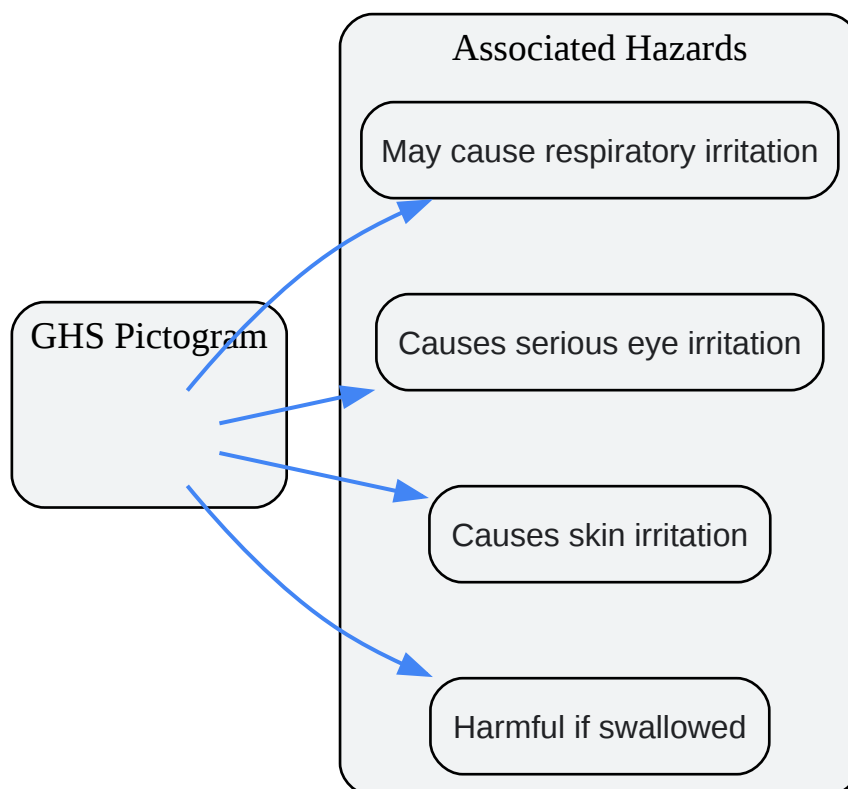 Associated Hazards
May cause respiratory irritation
GHS Pictogram
Causes serious eye irritation
Causes skin irritation
Harmful if swallowed